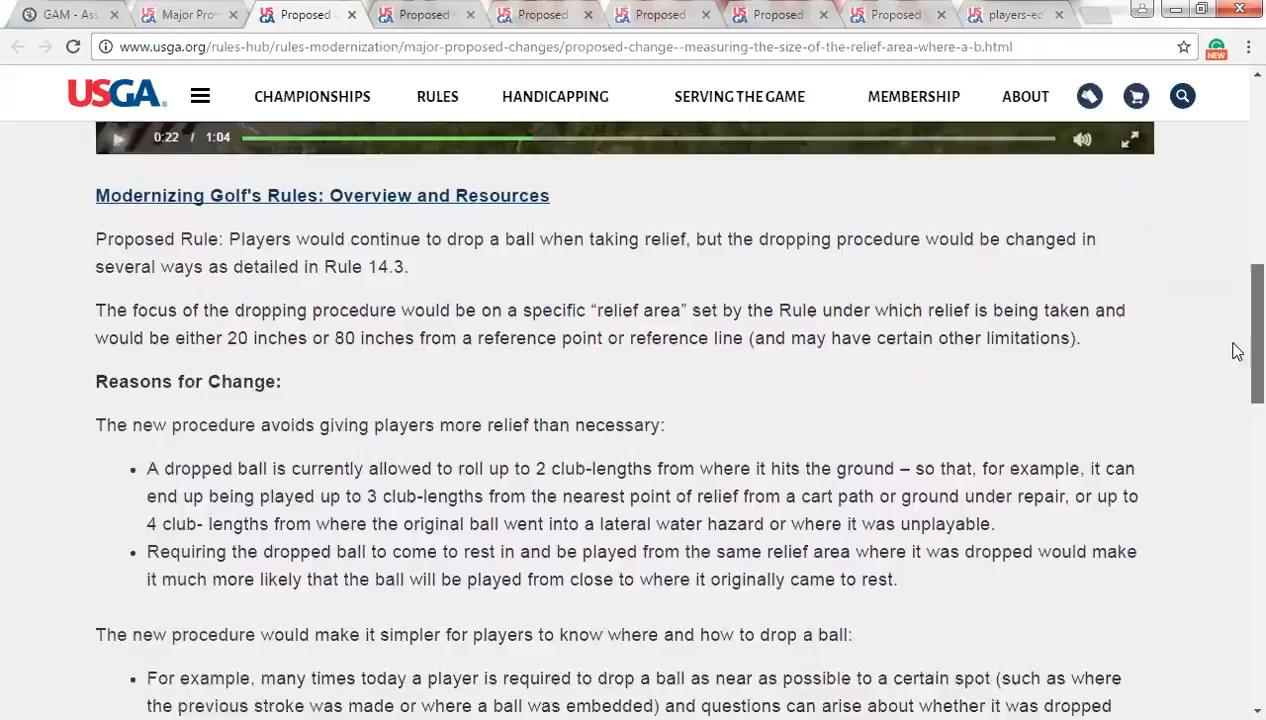 GAM - Ass
Major Pro
Proposed
Proposed
Proposed
Proposed
Proposed
Proposed
players-ed
www.usga.org/rules-hub/rules-modernization/major-proposed-changes/proposed-change--measuring-the-size-of-the-relief-area-where-a-b.html
NEW
USGA
CHAMPIONSHIPS RULES HANDICAPPING SERVING THE GAME MEMBERSHIP ABOUT
0:22 / 1:04
Modernizing Golf's Rules: Overview and Resources
Proposed Rule: Players would continue to drop a ball when taking relief, but the dropping procedure would be changed in
several ways as detailed in Rule 14.3.
The focus of the dropping procedure would be on a specific “relief area” set by the Rule under which relief is being taken and
would be either 20 inches or 80 inches from a reference point or reference line (and may have certain other limitations).
Reasons for Change:
The new procedure avoids giving players more relief than necessary:
• A dropped ball is currently allowed to roll up to 2 club-lengths from where it hits the ground – so that, for example, it can
end up being played up to 3 club-lengths from the nearest point of relief from a cart path or ground under repair, or up to
4 club- lengths from where the original ball went into a lateral water hazard or where it was unplayable.
• Requiring the dropped ball to come to rest in and be played from the same relief area where it was dropped would make
it much more likely that the ball will be played from close to where it originally came to rest.
The new procedure would make it simpler for players to know where and how to drop a ball:
• For example, many times today a player is required to drop a ball as near as possible to a certain spot (such as where
the previous stroke was made or where a ball was embedded) and questions can arise about whether it was dropped